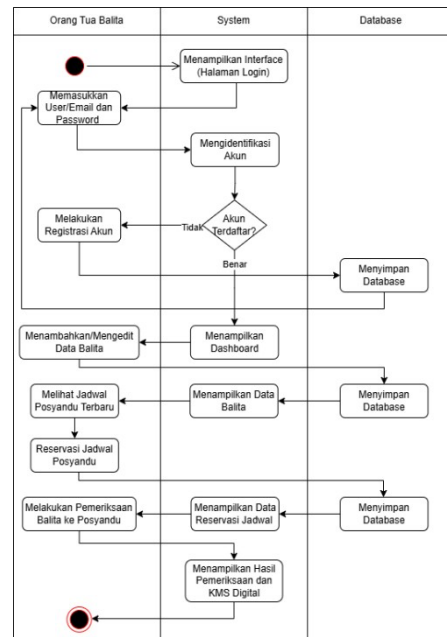 Orang Tua Balita
System
Database
Menampilkan Interface
(Halaman Login)
Memasukkan
User/Email dan
Password
Mengidentifikasi
Akun
Akun
Terdaftar?
Tidak
Melakukan
Registrasi Akun
Benar
Menyimpan
Database
Menampilkan
Dashboard
Menambahkan/Mengedit
Data Balita
Menyimpan
Database
Menampilkan Data
Balita
Melihat Jadwal
Posyandu Terbaru
Reservasi Jadwal
Posyandu
Menyimpan
Database
Menampilkan Data
Reservasi Jadwal
Melakukan Pemeriksaan
Balita ke Posyandu
Menampilkan Hasil
Pemeriksaan dan
KMS Digital